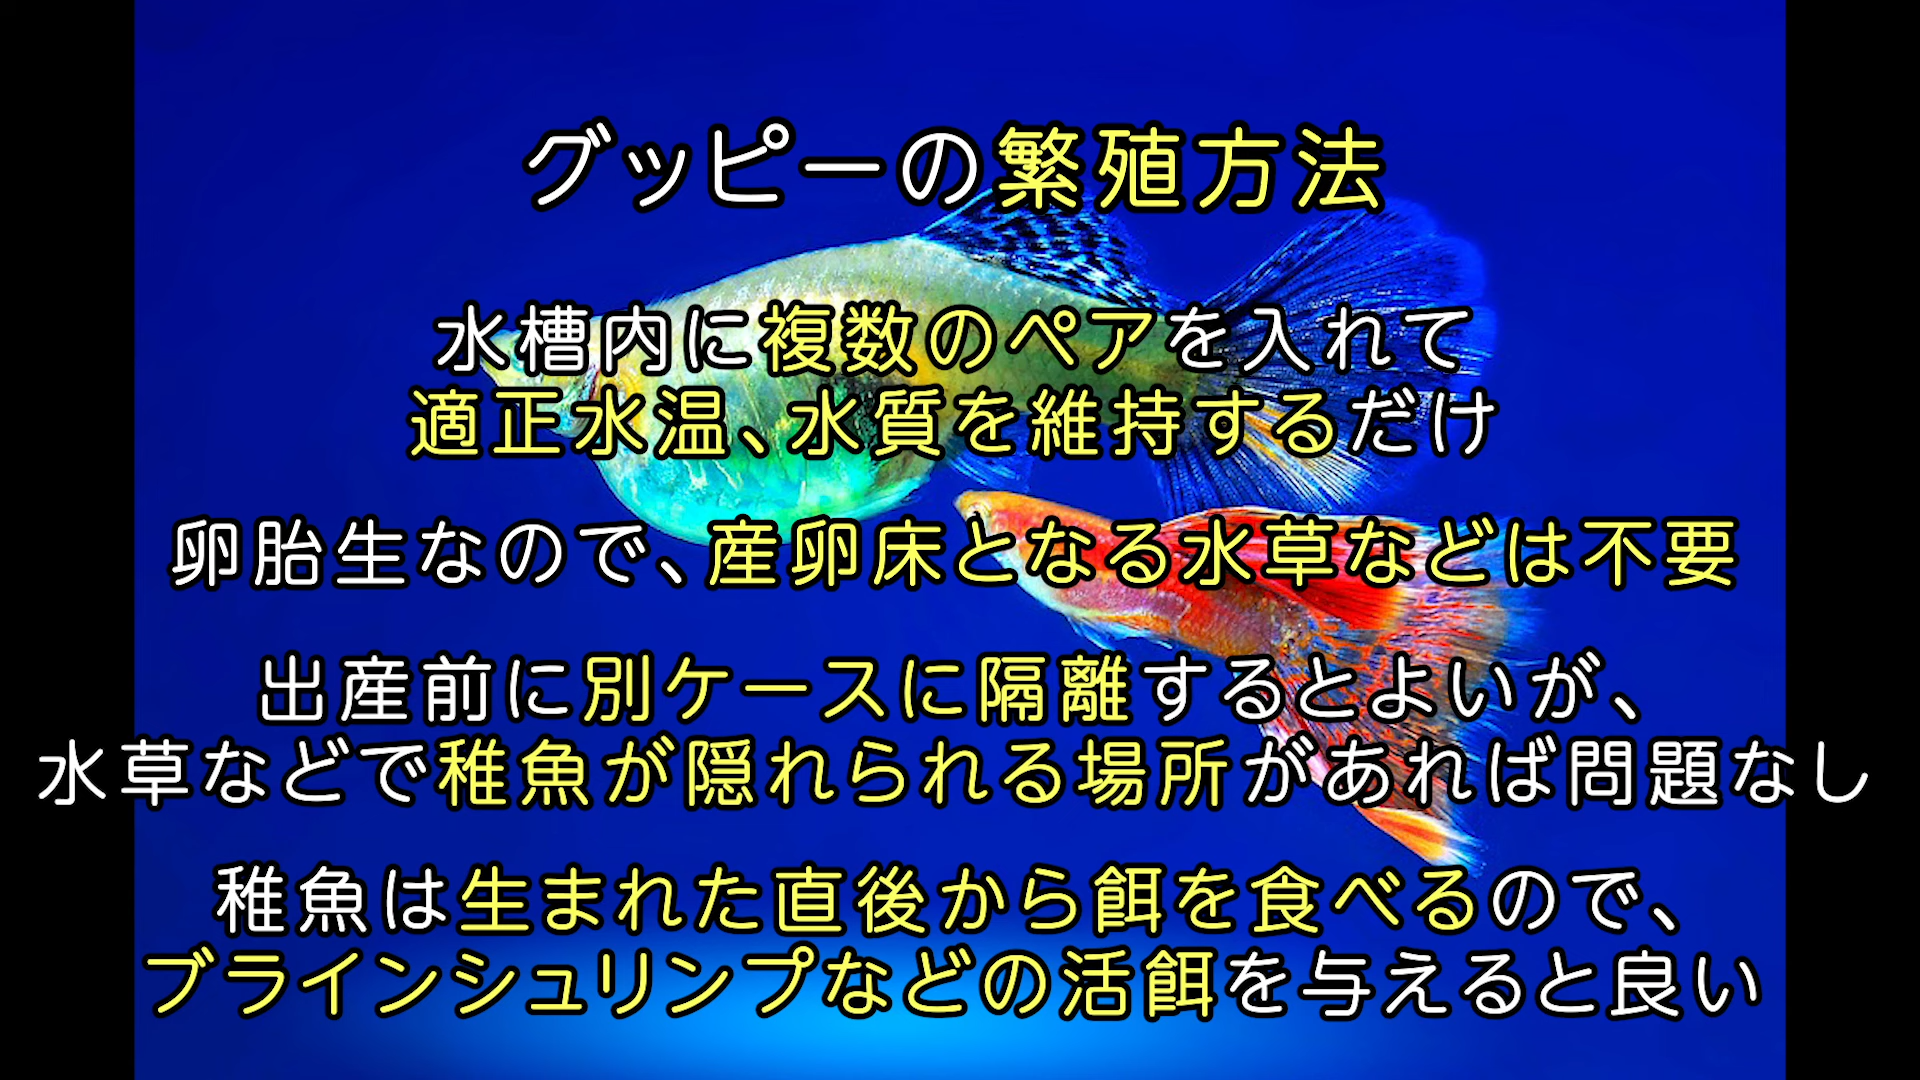 グッピーの繁殖方法
水槽内に複数のペアを入れて
適正水温、水質を維持するだけ
卵胎生なので、産卵床となる水草などは不要
出産前に別ケースに隔離するとよいが、
水草などで稚魚が隠れられる場所があれば問題なし
稚魚は生まれた直後から餌を食べるので、
ブラインシュリンプなどの活餌を与えると良い